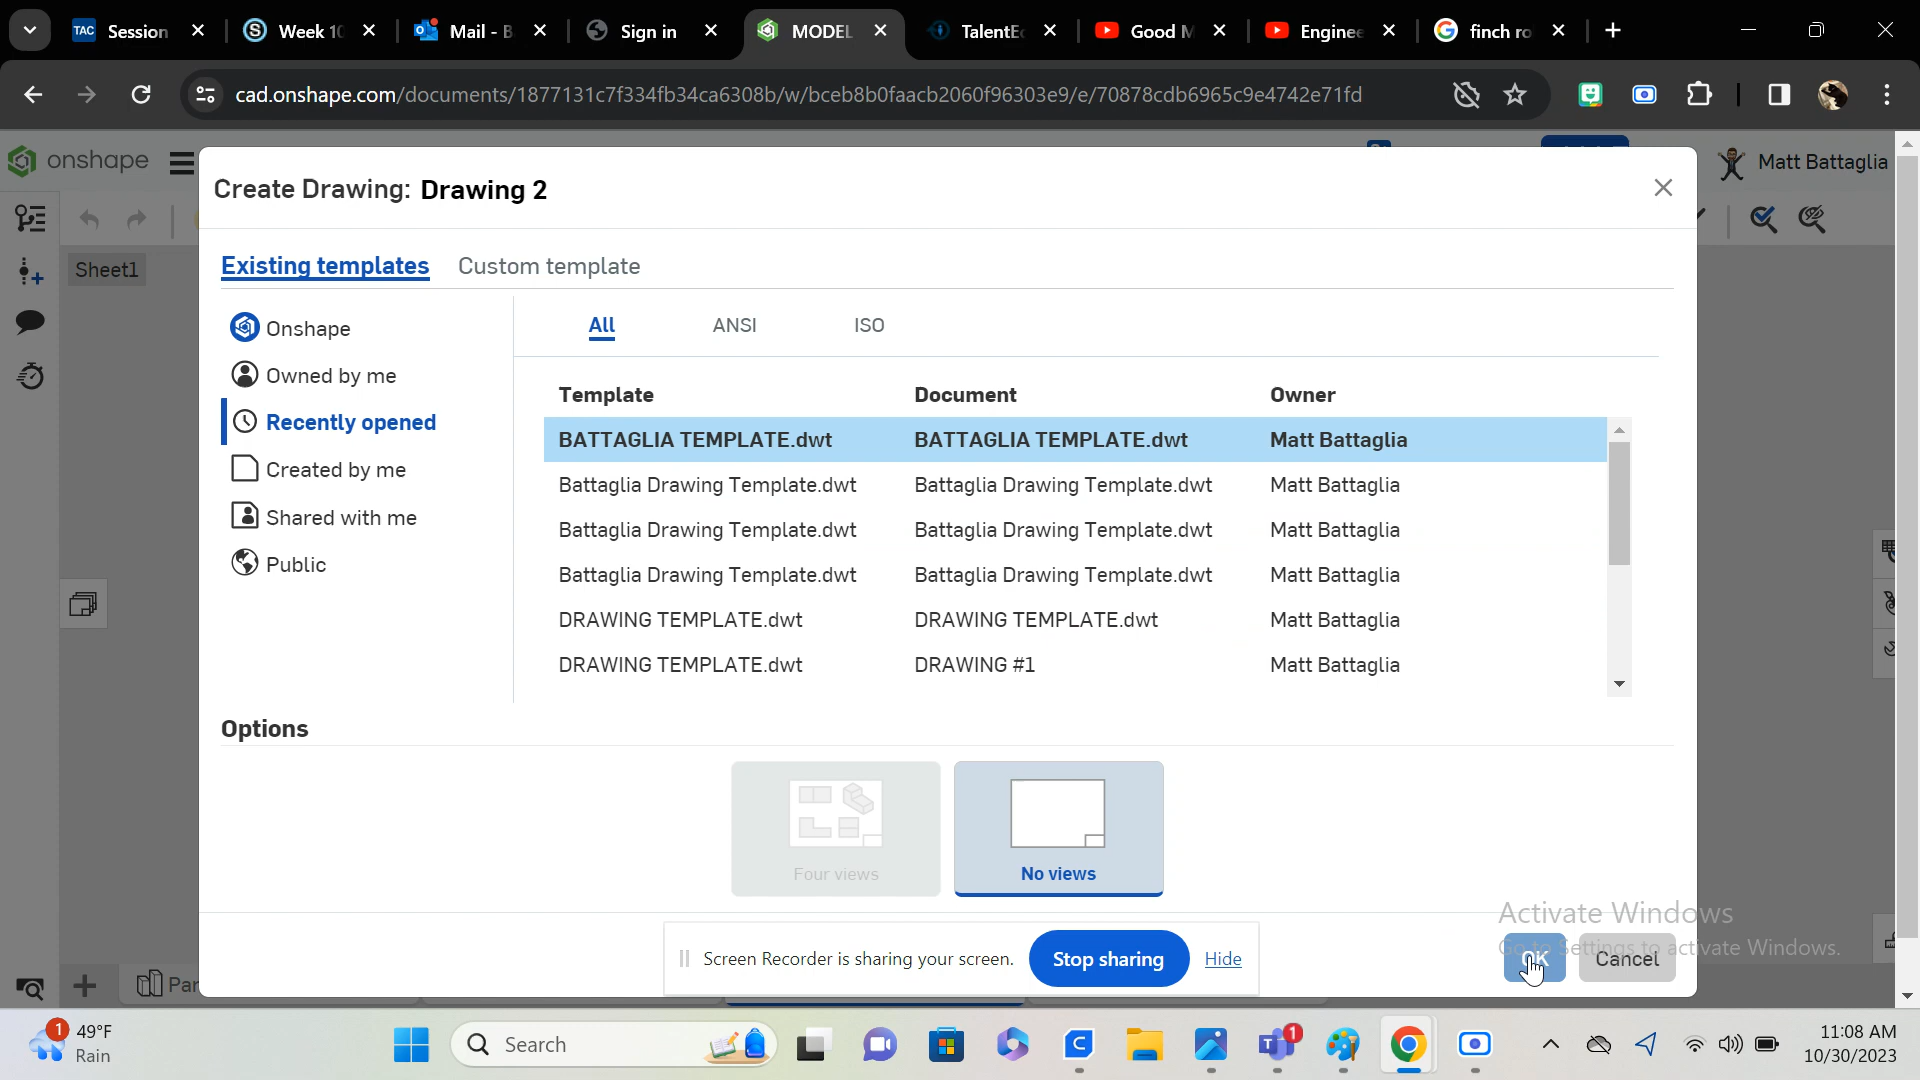 TAC Session
S Week 10
Mail - B
Sign in
MODEL
TalentE
Good M
Enginee
finch ro
cad.onshape.com/documents/1877131c7f334fb34ca6308b/w/bceb8b0faacb2060f96303e9/e/70878cdb6965c9e4742e71fd
onshape
Matt Battaglia
Create Drawing: Drawing 2
Sheet1
Existing templates Custom template
Onshape
Owned by me
Recently opened
Created by me
Shared with me
Public
All ANSI ISO
Template Document Owner
BATTAGLIA TEMPLATE.dwt BATTAGLIA TEMPLATE.dwt Matt Battaglia
Battaglia Drawing Template.dwt Battaglia Drawing Template.dwt Matt Battaglia
Battaglia Drawing Template.dwt Battaglia Drawing Template.dwt Matt Battaglia
Battaglia Drawing Template.dwt Battaglia Drawing Template.dwt Matt Battaglia
DRAWING TEMPLATE.dwt DRAWING TEMPLATE.dwt Matt Battaglia
DRAWING TEMPLATE.dwt DRAWING #1 Matt Battaglia
Options
Four views
No views
Activate Windows
Go to Settings to activate Windows.
Screen Recorder is sharing your screen. Stop sharing Hide
OK Cancel
Par
1 49°F
Rain
Search
1
11:08 AM
10/30/2023